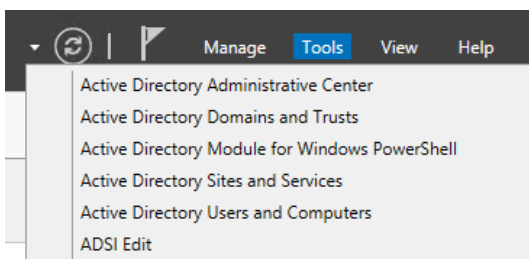 Manage Tools View Help
Active Directory Administrative Center
Active Directory Domains and Trusts
Active Directory Module for Windows PowerShell
Active Directory Sites and Services
Active Directory Users and Computers
ADSI Edit